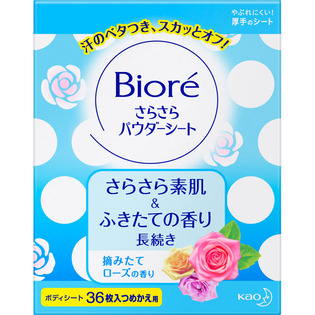 やぶれにくい!
厚手のシート
汗のベタつき、スカッとオフ!
Bioré
さらさら
パウダーシート
さらさら素肌
&
ふきたての香り
長続き
摘みたて
ローズの香り
ボディシート 36枚入つめかえ用
Kao